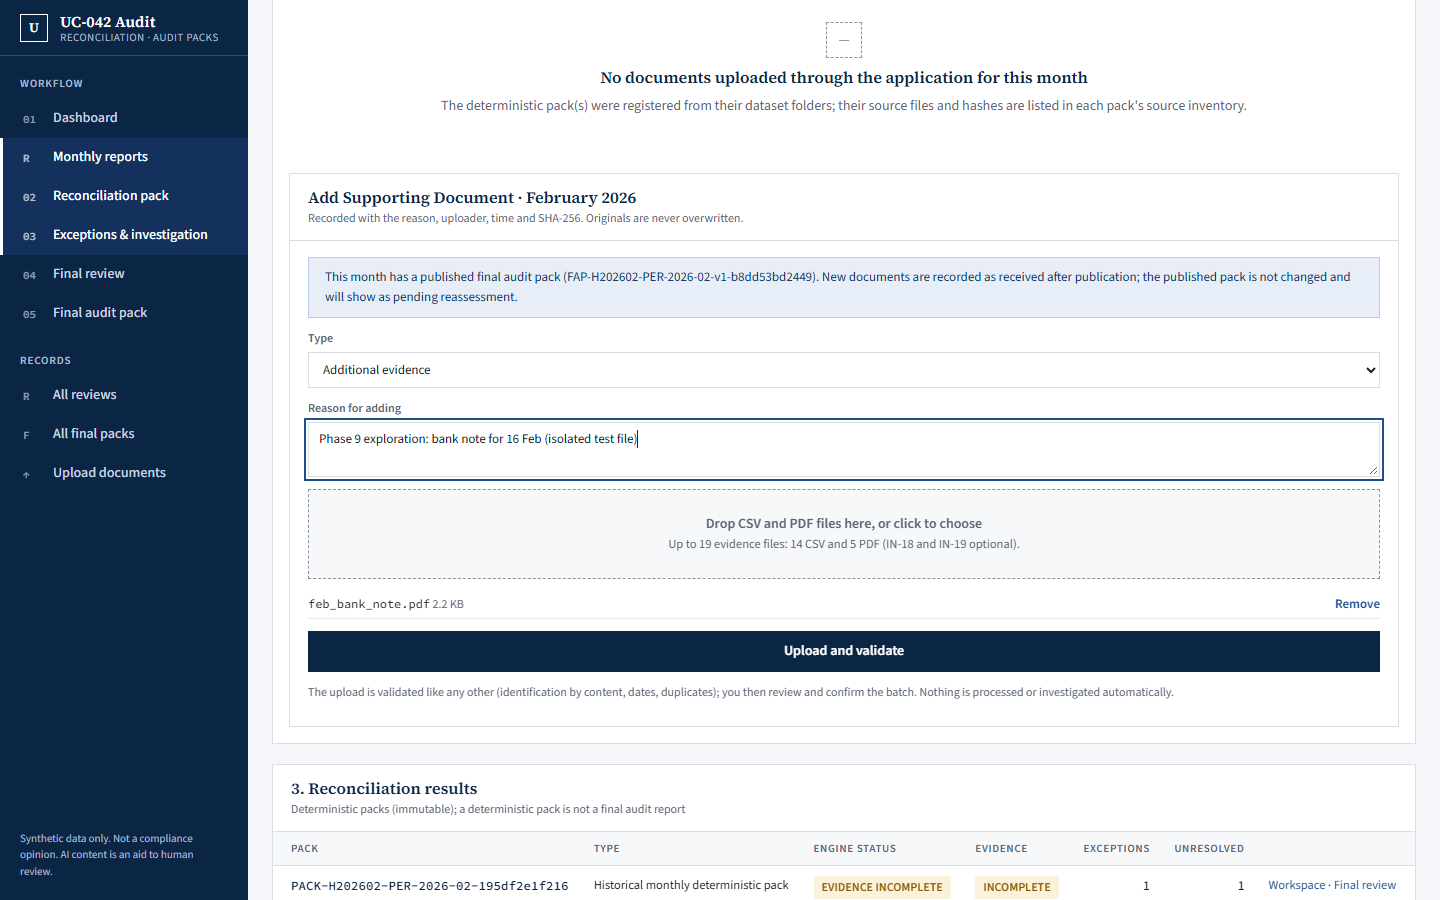 U
UC-042 Audit
RECONCILIATION · AUDIT PACKS
WORKFLOW
01 Dashboard
R Monthly reports
02 Reconciliation pack
03 Exceptions & investigation
04 Final review
05 Final audit pack
RECORDS
R All reviews
F All final packs
↑ Upload documents
Synthetic data only. Not a compliance
opinion. AI content is an aid to human
review.
—
No documents uploaded through the application for this month
The deterministic pack(s) were registered from their dataset folders; their source files and hashes are listed in each pack's source inventory.
Add Supporting Document · February 2026
Recorded with the reason, uploader, time and SHA-256. Originals are never overwritten.
This month has a published final audit pack (FAP-H202602-PER-2026-02-v1-b8dd53bd2449). New documents are recorded as received after publication; the published pack is not changed and
will show as pending reassessment.
Type
Additional evidence
Reason for adding
Phase 9 exploration: bank note for 16 Feb (isolated test file)
Drop CSV and PDF files here, or click to choose
Up to 19 evidence files: 14 CSV and 5 PDF (IN-18 and IN-19 optional).
feb_bank_note.pdf 2.2 KB
Remove
Upload and validate
The upload is validated like any other (identification by content, dates, duplicates); you then review and confirm the batch. Nothing is processed or investigated automatically.
3. Reconciliation results
Deterministic packs (immutable); a deterministic pack is not a final audit report
PACK TYPE ENGINE STATUS EVIDENCE EXCEPTIONS UNRESOLVED
PACK-H202602-PER-2026-02-195df2e1f216 Historical monthly deterministic pack EVIDENCE INCOMPLETE INCOMPLETE 1 1 Workspace · Final review